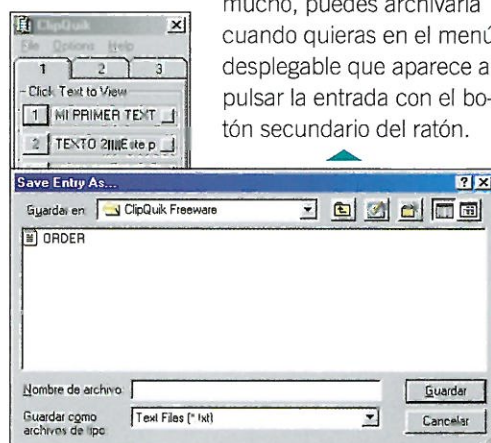 mucho, puedes archivarla
cuando quieras en el menú
desplegable que aparece a
pulsar la entrada con el bo-
tón secundario del ratón.
ClipQuik
File Options Help
1 2 3
Click Text to View
1 MI PRIMER TEXT
2 TEXTO 2
Save Entry As...
Guardar en: ClipQuik Freeware
ORDER
Nombre de archivo:
Guardar
Guardar como
archivos de tipo:
Text Files (*.txt)
Cancelar